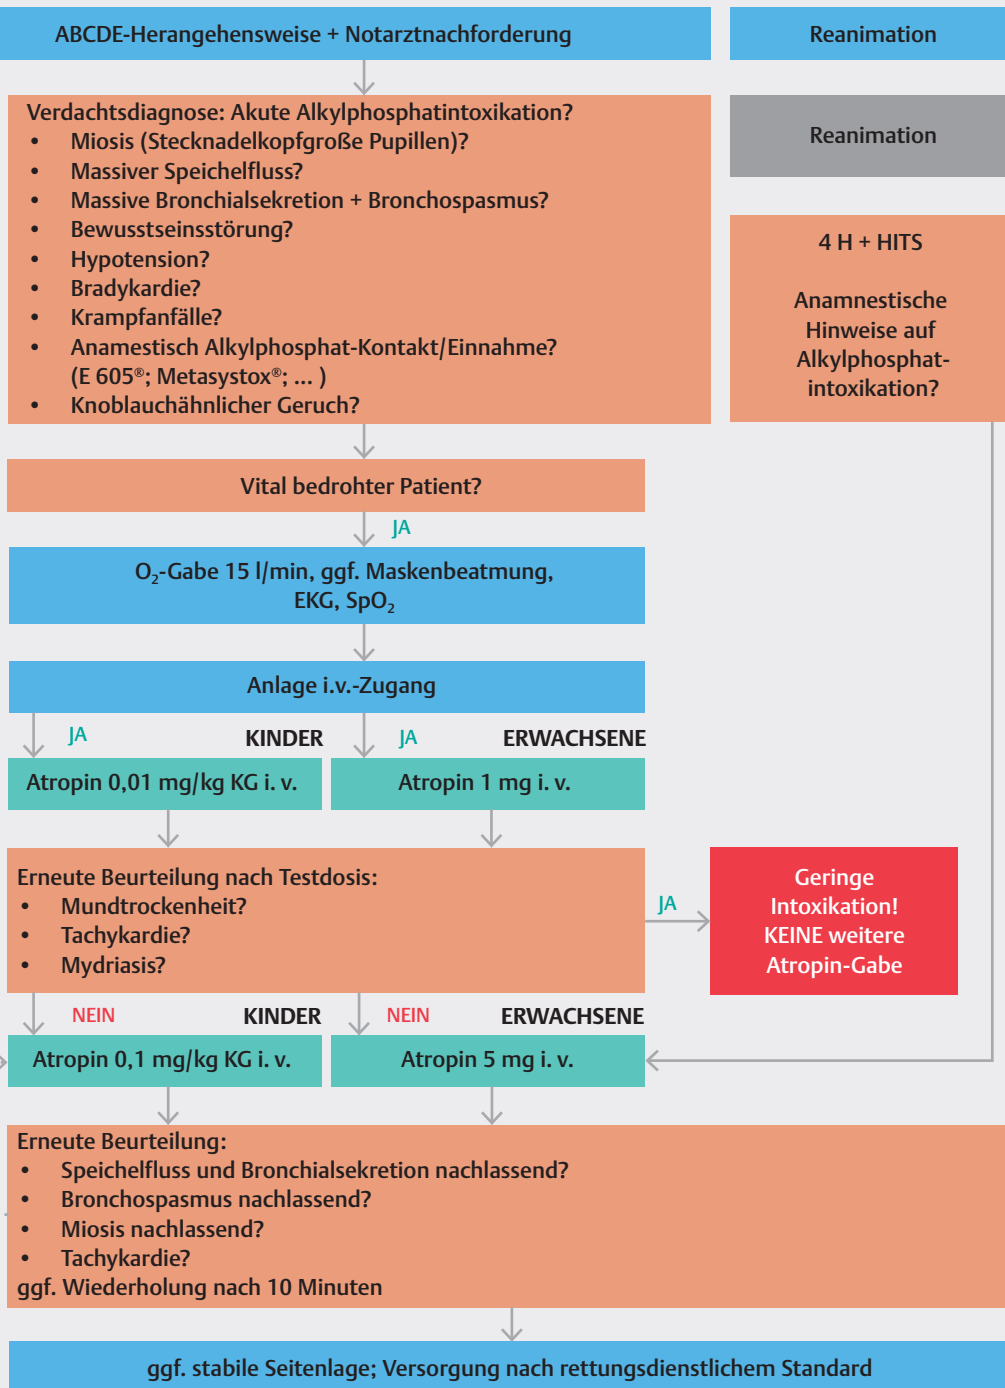 ABCDE-Herangehensweise + Notarztnachforderung
Reanimation
Verdachtsdiagnose: Akute Alkylphosphatintoxikation?
• Miosis (Stecknadelkopfgroße Pupillen)?
• Massiver Speichelfluss?
• Massive Bronchialsekretion + Bronchospasmus?
• Bewusstseinsstörung?
• Hypotension?
• Bradykardie?
• Krampfanfälle?
• Anamestisch Alkylphosphat-Kontakt/Einnahme?
(E 605®; Metasystox®; ... )
• Knoblauchähnlicher Geruch?
Reanimation
4 H + HITS
Anamnestische
Hinweise auf
Alkylphosphat-
intoxikation?
Vital bedrohter Patient?
JA
O₂-Gabe 15 l/min, ggf. Maskenbeatmung,
EKG, SpO₂
Anlage i.v.-Zugang
JA KINDER JA ERWACHSENE
Atropin 0,01 mg/kg KG i. v.
Atropin 1 mg i. v.
Erneute Beurteilung nach Testdosis:
• Mundtrockenheit?
• Tachykardie?
• Mydriasis?
JA
Geringe
Intoxikation!
KEINE weitere
Atropin-Gabe
NEIN KINDER NEIN ERWACHSENE
Atropin 0,1 mg/kg KG i. v.
Atropin 5 mg i. v.
Erneute Beurteilung:
• Speichelfluss und Bronchialsekretion nachlassend?
• Bronchospasmus nachlassend?
• Miosis nachlassend?
• Tachykardie?
ggf. Wiederholung nach 10 Minuten
ggf. stabile Seitenlage; Versorgung nach rettungsdienstlichem Standard